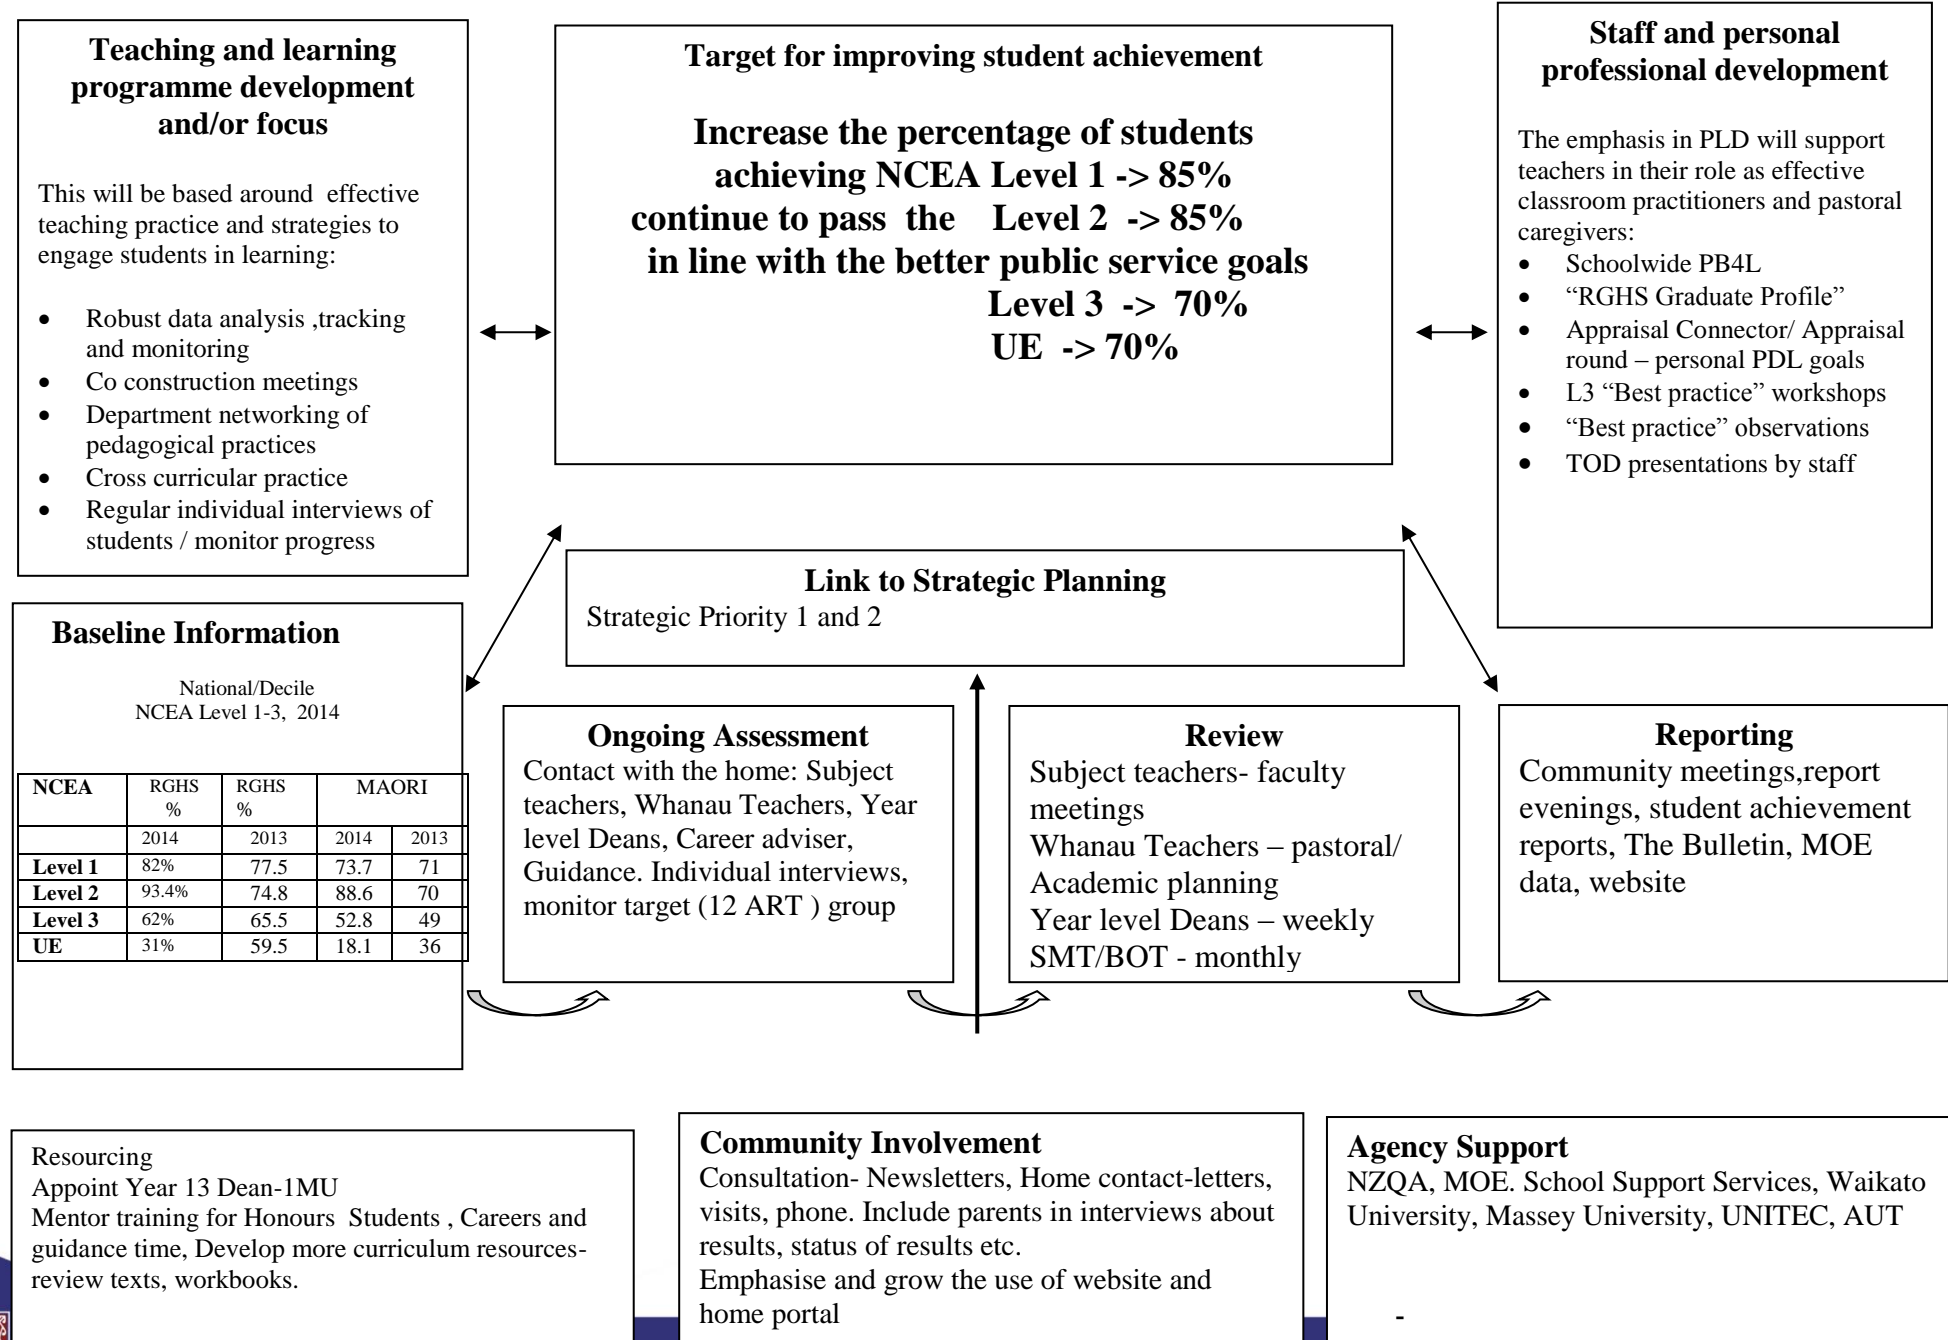 Teaching and learning
programme development
and/or focus
This will be based around effective
teaching practice and strategies to
engage students in learning:
• Robust data analysis ,tracking
and monitoring
• Co construction meetings
• Department networking of
pedagogical practices
• Cross curricular practice
• Regular individual interviews of
students / monitor progress
Target for improving student achievement
Increase the percentage of students
achieving NCEA Level 1 -> 85%
continue to pass the Level 2 -> 85%
in line with the better public service goals
Level 3 -> 70%
UE -> 70%
Staff and personal
professional development
The emphasis in PLD will support
teachers in their role as effective
classroom practitioners and pastoral
caregivers:
• Schoolwide PB4L
• “RGHS Graduate Profile”
• Appraisal Connector/ Appraisal
round – personal PDL goals
• L3 “Best practice” workshops
• “Best practice” observations
• TOD presentations by staff
Link to Strategic Planning
Strategic Priority 1 and 2
Baseline Information
National/Decile
NCEA Level 1-3, 2014
NCEA RGHS % RGHS % MAORI
2014 2013 2014 2013
Level 1 82% 77.5 73.7 71
Level 2 93.4% 74.8 88.6 70
Level 3 62% 65.5 52.8 49
UE 31% 59.5 18.1 36
Ongoing Assessment
Contact with the home: Subject
teachers, Whanau Teachers, Year
level Deans, Career adviser,
Guidance. Individual interviews,
monitor target (12 ART ) group
Review
Subject teachers- faculty
meetings
Whanau Teachers – pastoral/
Academic planning
Year level Deans – weekly
SMT/BOT - monthly
Reporting
Community meetings,report
evenings, student achievement
reports, The Bulletin, MOE
data, website
Resourcing
Appoint Year 13 Dean-1MU
Mentor training for Honours Students , Careers and
guidance time, Develop more curriculum resources-
review texts, workbooks.
Community Involvement
Consultation- Newsletters, Home contact-letters,
visits, phone. Include parents in interviews about
results, status of results etc.
Emphasise and grow the use of website and
home portal
Agency Support
NZQA, MOE. School Support Services, Waikato
University, Massey University, UNITEC, AUT
-